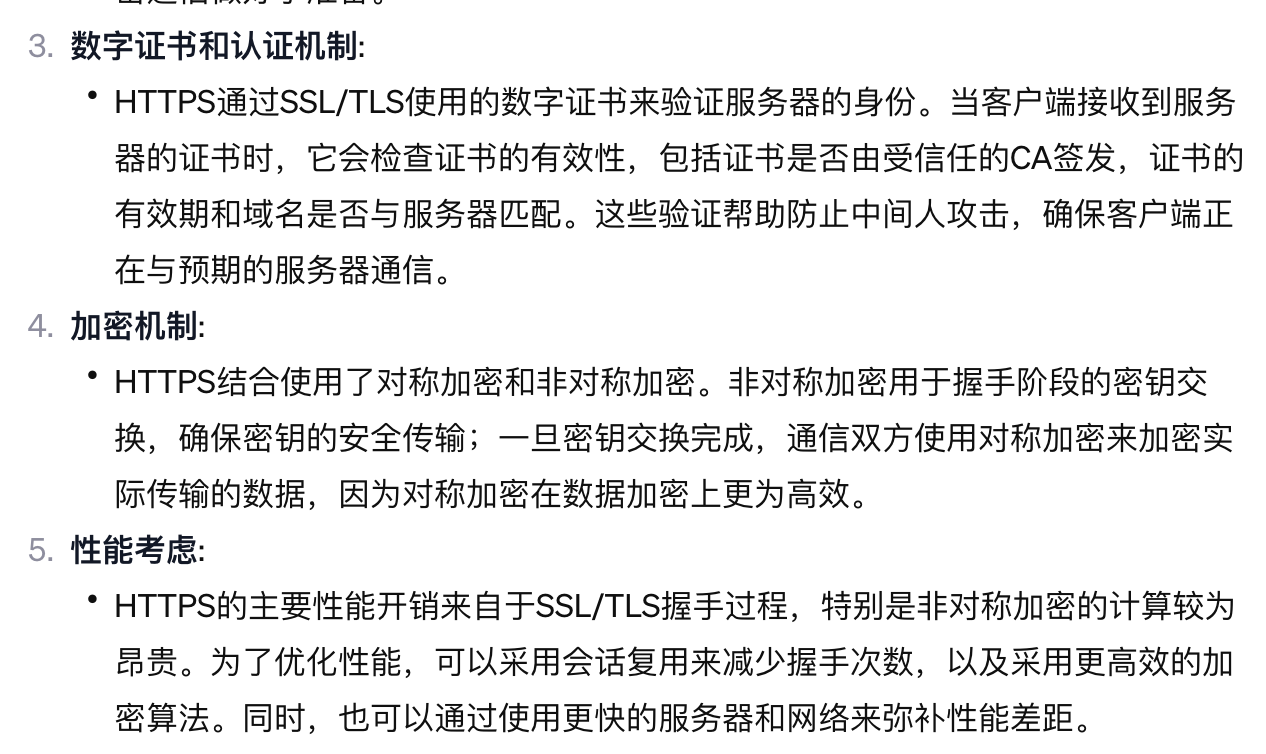 3. 数字证书和认证机制:
• HTTPS通过SSL/TLS使用的数字证书来验证服务器的身份。当客户端接收到服务
器的证书时，它会检查证书的有效性，包括证书是否由受信任的CA签发，证书的
有效期和域名是否与服务器匹配。这些验证帮助防止中间人攻击，确保客户端正
在与预期的服务器通信。
4. 加密机制:
• HTTPS结合使用了对称加密和非对称加密。非对称加密用于握手阶段的密钥交
换，确保密钥的安全传输；一旦密钥交换完成，通信双方使用对称加密来加密实
际传输的数据，因为对称加密在数据加密上更为高效。
5. 性能考虑:
• HTTPS的主要性能开销来自于SSL/TLS握手过程，特别是非对称加密的计算较为
昂贵。为了优化性能，可以采用会话复用来减少握手次数，以及采用更高效的加
密算法。同时，也可以通过使用更快的服务器和网络来弥补性能差距。